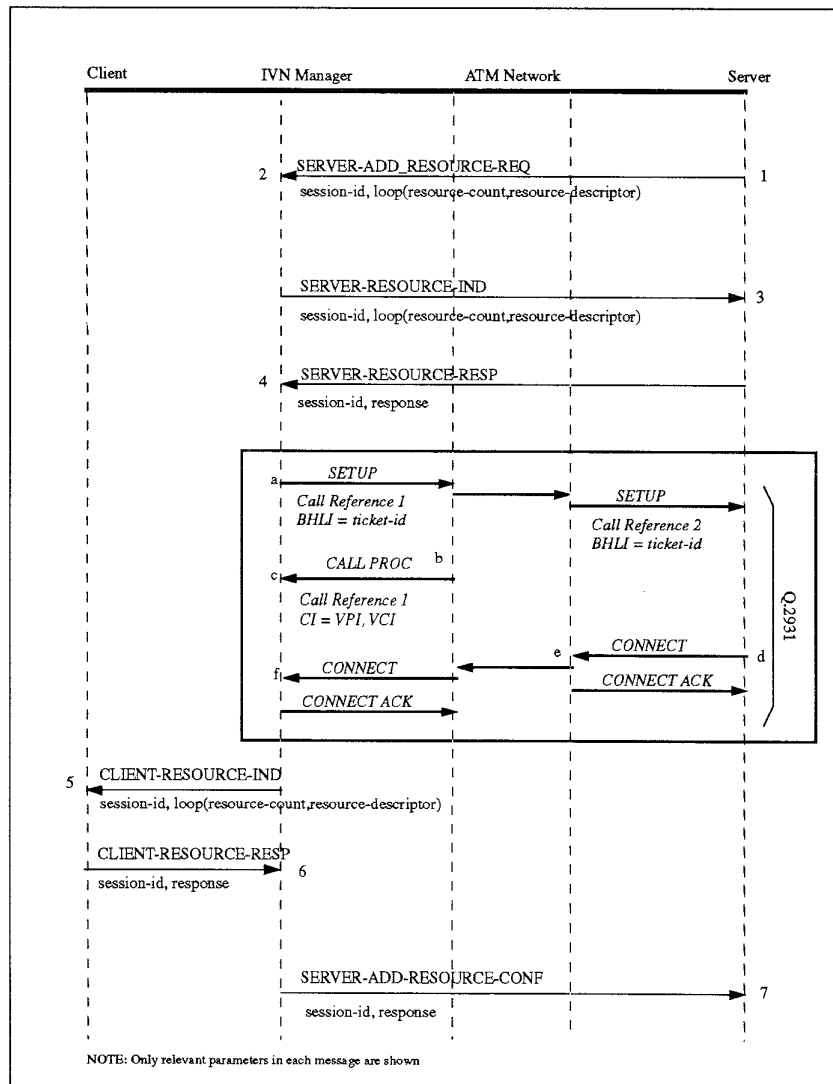 Client IVN Manager ATM Network Server
SERVER-ADD_RESOURCE-REQ
2 1
session-id, loop(resource-count,resource-descriptor)
SERVER-RESOURCE-IND
3
session-id, loop(resource-count,resource-descriptor)
4 SERVER-RESOURCE-RESP
session-id, response
a SETUP
SETUP
Call Reference 1
BHLI = ticket-id
Call Reference 2
BHLI = ticket-id
CALL PROC b
c
Call Reference 1
CI = VPI, VCI
Q.2931
CONNECT d
e
f CONNECT
CONNECT ACK
CONNECT ACK
5 CLIENT-RESOURCE-IND
session-id, loop(resource-count,resource-descriptor)
CLIENT-RESOURCE-RESP
6
session-id, response
SERVER-ADD-RESOURCE-CONF
7
session-id, response
NOTE: Only relevant parameters in each message are shown